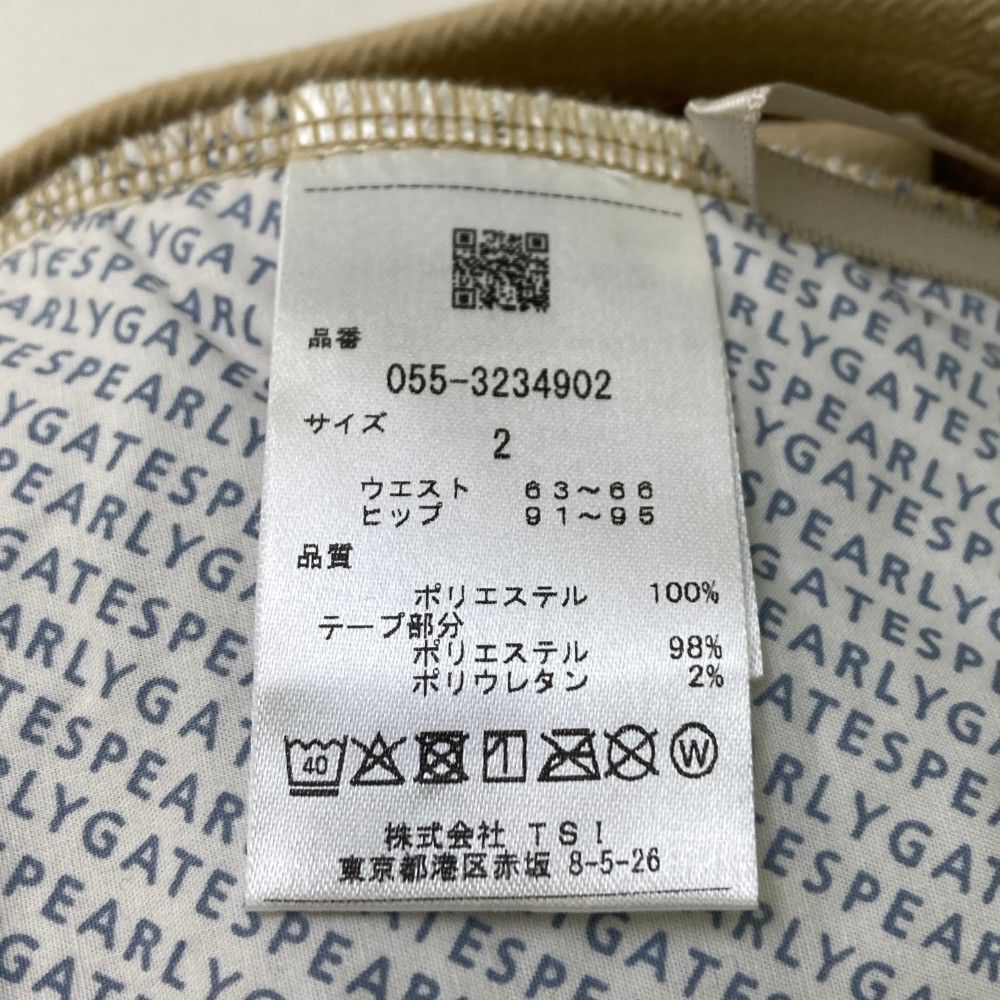 品番
055-3234902
サイズ
2
ウエスト 63〜66
ヒップ 91〜95
品質
ポリエステル 100%
テープ部分
ポリエステル 98%
ポリウレタン 2%
40
W
株式会社 TSI
東京都港区赤坂 8-5-26
PEARLYGATES